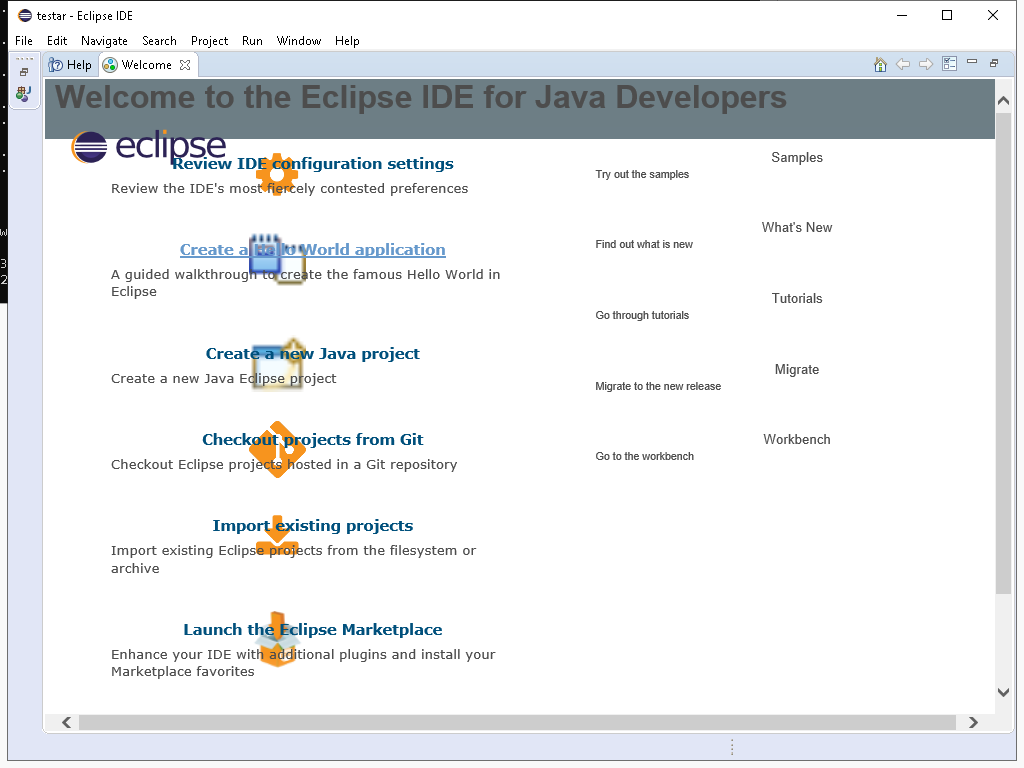 testar - Eclipse IDE
File Edit Navigate Search Project Run Window Help
Help Welcome
Welcome to the Eclipse IDE for Java Developers
eclipse
Review IDE configuration settings
Review the IDE's most fiercely contested preferences
Create a Hello World application
A guided walkthrough to create the famous Hello World in
Eclipse
Create a new Java project
Create a new Java Eclipse project
Checkout projects from Git
Checkout Eclipse projects hosted in a Git repository
Import existing projects
Import existing Eclipse projects from the filesystem or
archive
Launch the Eclipse Marketplace
Enhance your IDE with additional plugins and install your
Marketplace favorites
Samples
Try out the samples
What's New
Find out what is new
Tutorials
Go through tutorials
Migrate
Migrate to the new release
Workbench
Go to the workbench